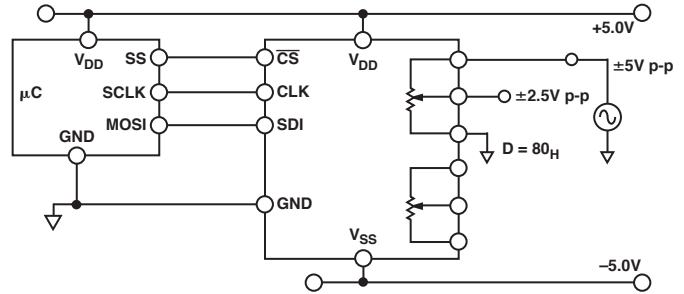 +5.0V
V_DD
SS
CS
V_DD
±5V p-p
μC
SCLK
CLK
±2.5V p-p
GND
MOSI
SDI
D = 80_H
GND
V_SS
–5.0V